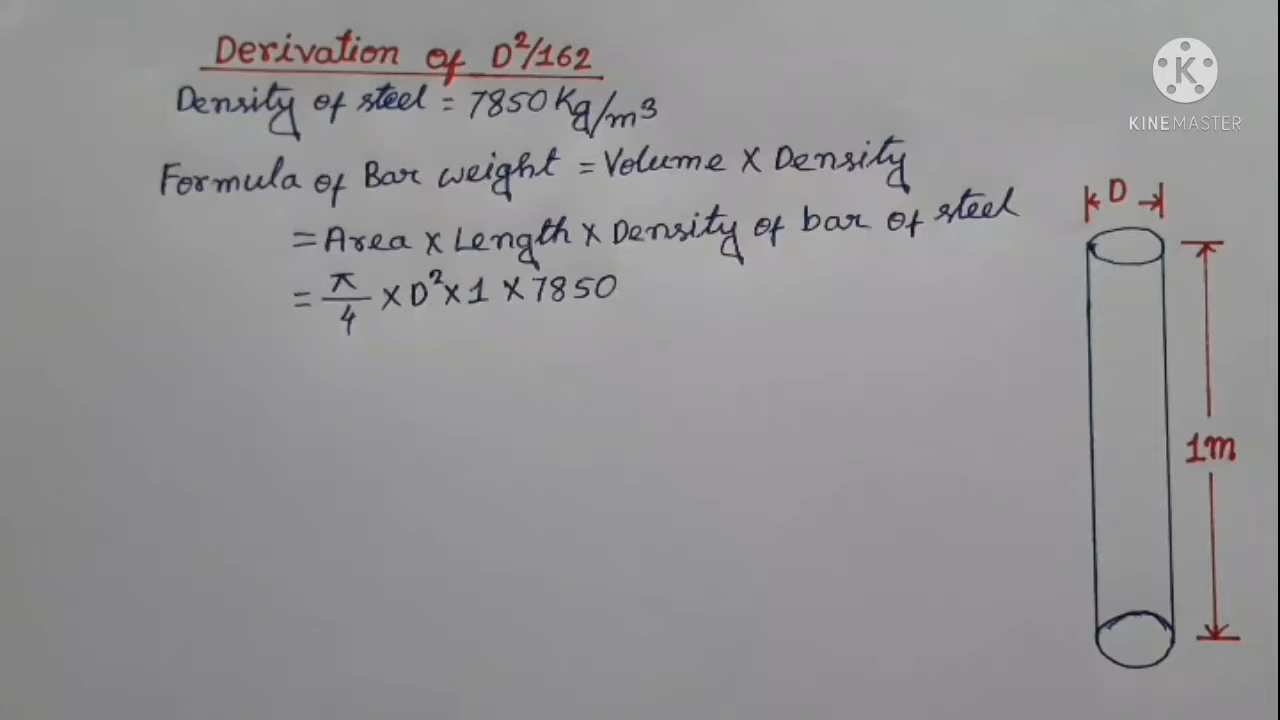 Derivation of D²/162
Density of steel = 7850 Kg/m³
Formula of Bar weight = Volume × Density
= Area × Length × Density of bar of steel
= π/4 × D² × 1 × 7850
D
1m
K
KINEMASTER